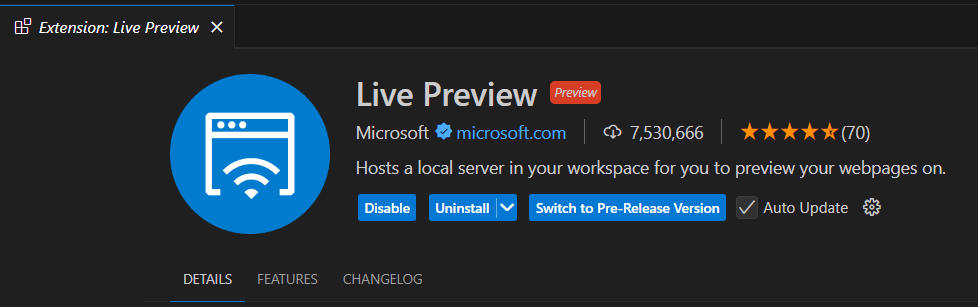 Extension: Live Preview
Live Preview Preview
Microsoft microsoft.com 7,530,666 (70)
Hosts a local server in your workspace for you to preview your webpages on.
Disable Uninstall Switch to Pre-Release Version Auto Update
DETAILS FEATURES CHANGELOG